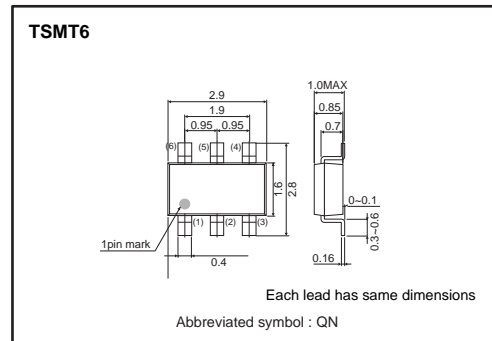 TSMT6
1.0MAX
2.9
0.85
1.9
0.7
0.95 0.95
(6) (5) (4)
1.6
2.8
0~0.1
0.3~0.6
(1) (2) (3)
1pin mark
0.4
0.16
Each lead has same dimensions
Abbreviated symbol : QN